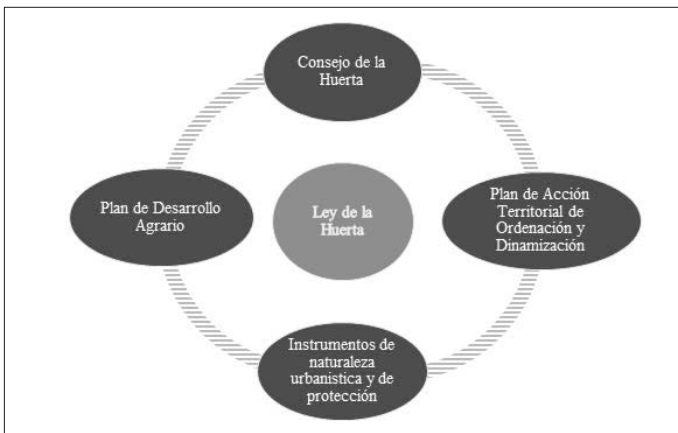 Consejo de la
Huerta
Plan de Desarrollo
Agrario
Ley de la
Huerta
Plan de Acción
Territorial de
Ordenación y
Dinamización
Instrumentos de
naturaleza
urbanistica y de
protección